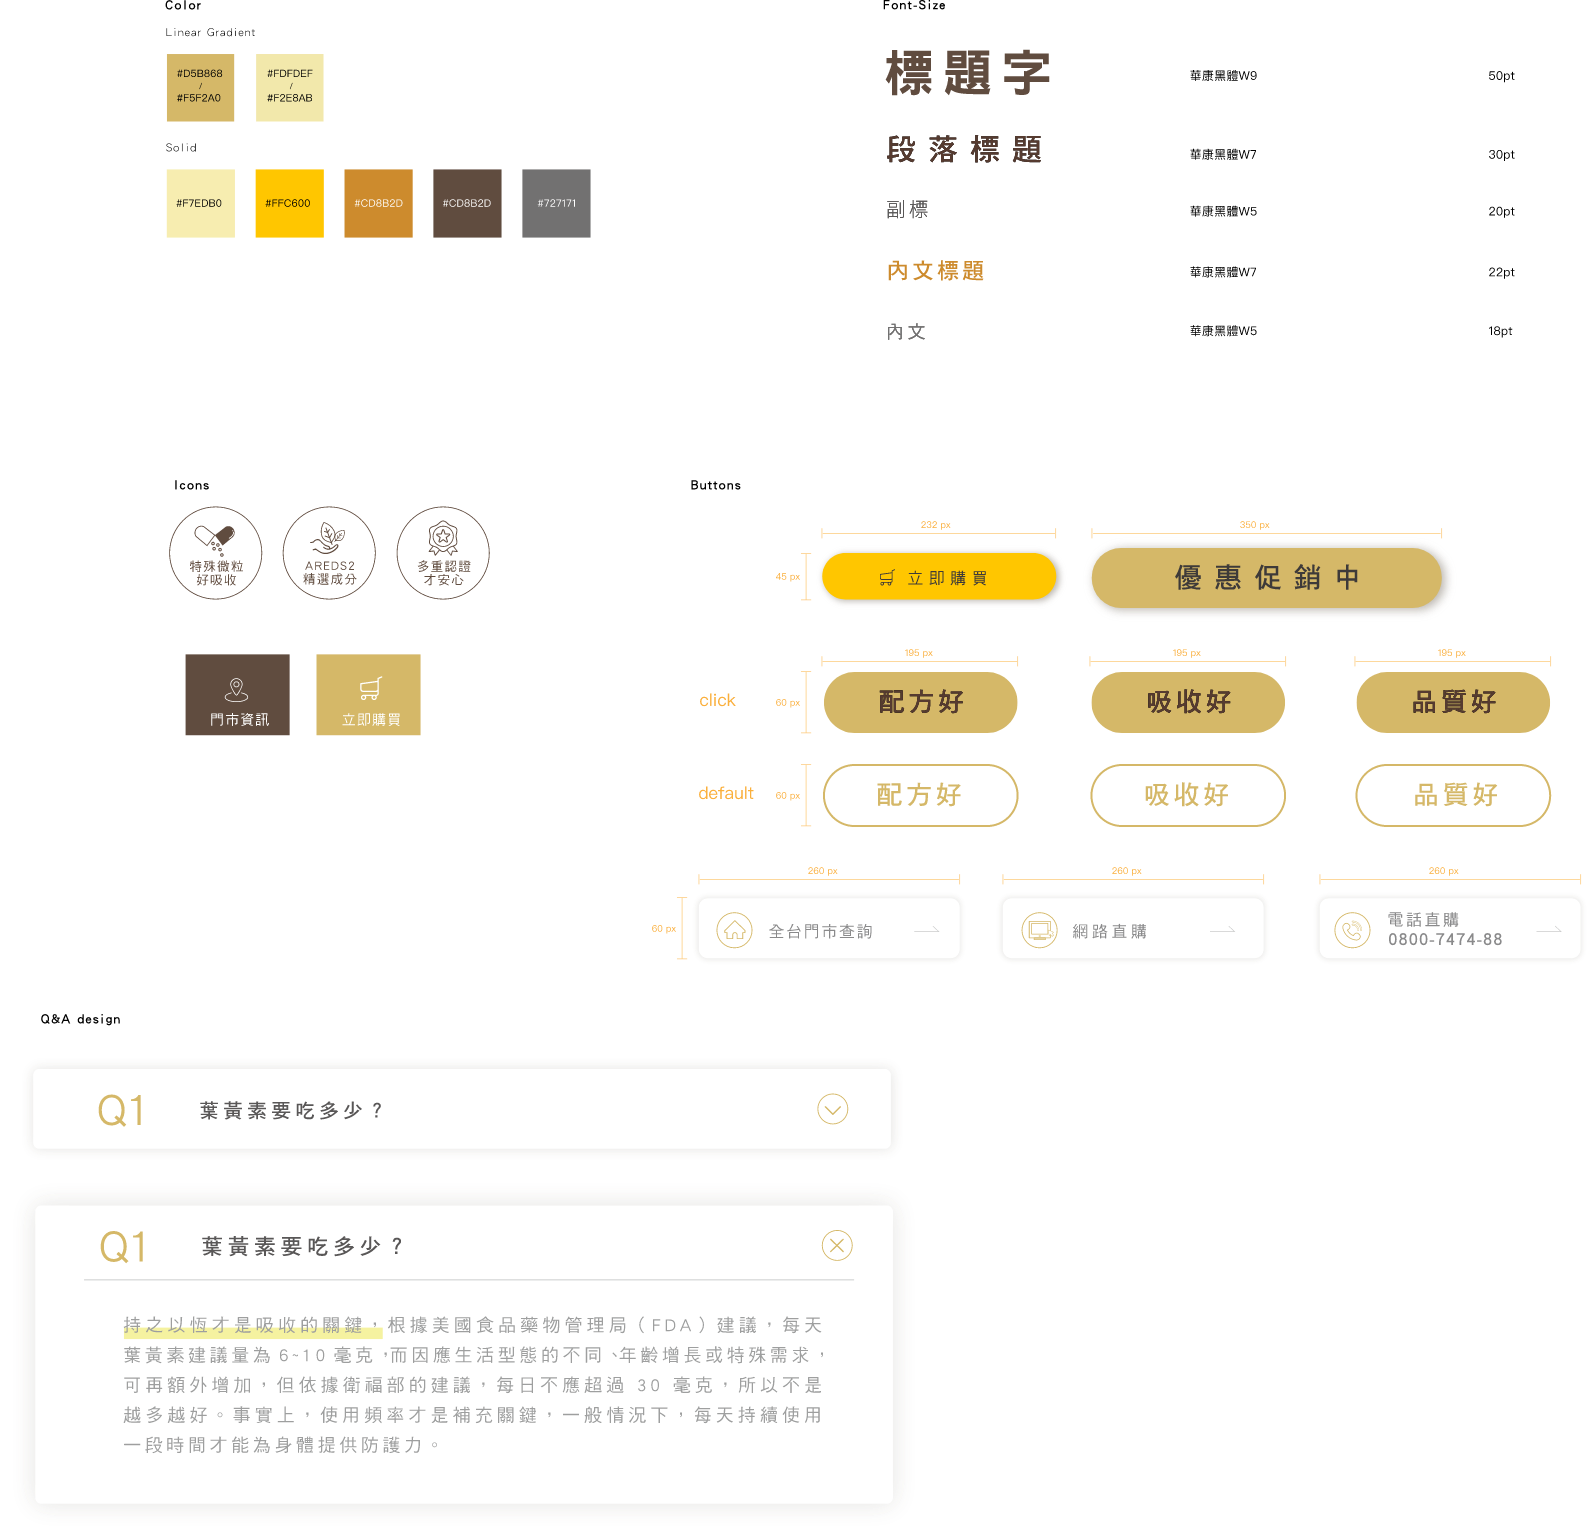 Color
Linear Gradient
#D5B868
/
#F5F2A0
#FDFDEF
/
#F2E8AB
Solid
#F7EDB0
#FFC600
#CD8B2D
#CD8B2D
#727171
Font-Size
標題字
華康黑體W9
50pt
段落標題
華康黑體W7
30pt
副標
華康黑體W5
20pt
內文標題
華康黑體W7
22pt
內文
華康黑體W5
18pt
Icons
特殊微粒
好吸收
AREDS2
精選成分
多重認證
才安心
門市資訊
立即購買
Buttons
232 px
350 px
45 px
立即購買
優惠促銷中
195 px
195 px
195 px
click
60 px
配方好
吸收好
品質好
default
60 px
配方好
吸收好
品質好
260 px
260 px
260 px
60 px
全台門市查詢
網路直購
電話直購
0800-7474-88
Q&A design
Q1
葉黃素要吃多少？
Q1
葉黃素要吃多少？
持之以恆才是吸收的關鍵，根據美國食品藥物管理局（FDA）建議，每天
葉黃素建議量為 6~10 毫克，而因應生活型態的不同、年齡增長或特殊需求，
可再額外增加，但依據衛福部的建議，每日不應超過 30 毫克，所以不是
越多越好。事實上，使用頻率才是補充關鍵，一般情況下，每天持續使用
一段時間才能為身體提供防護力。